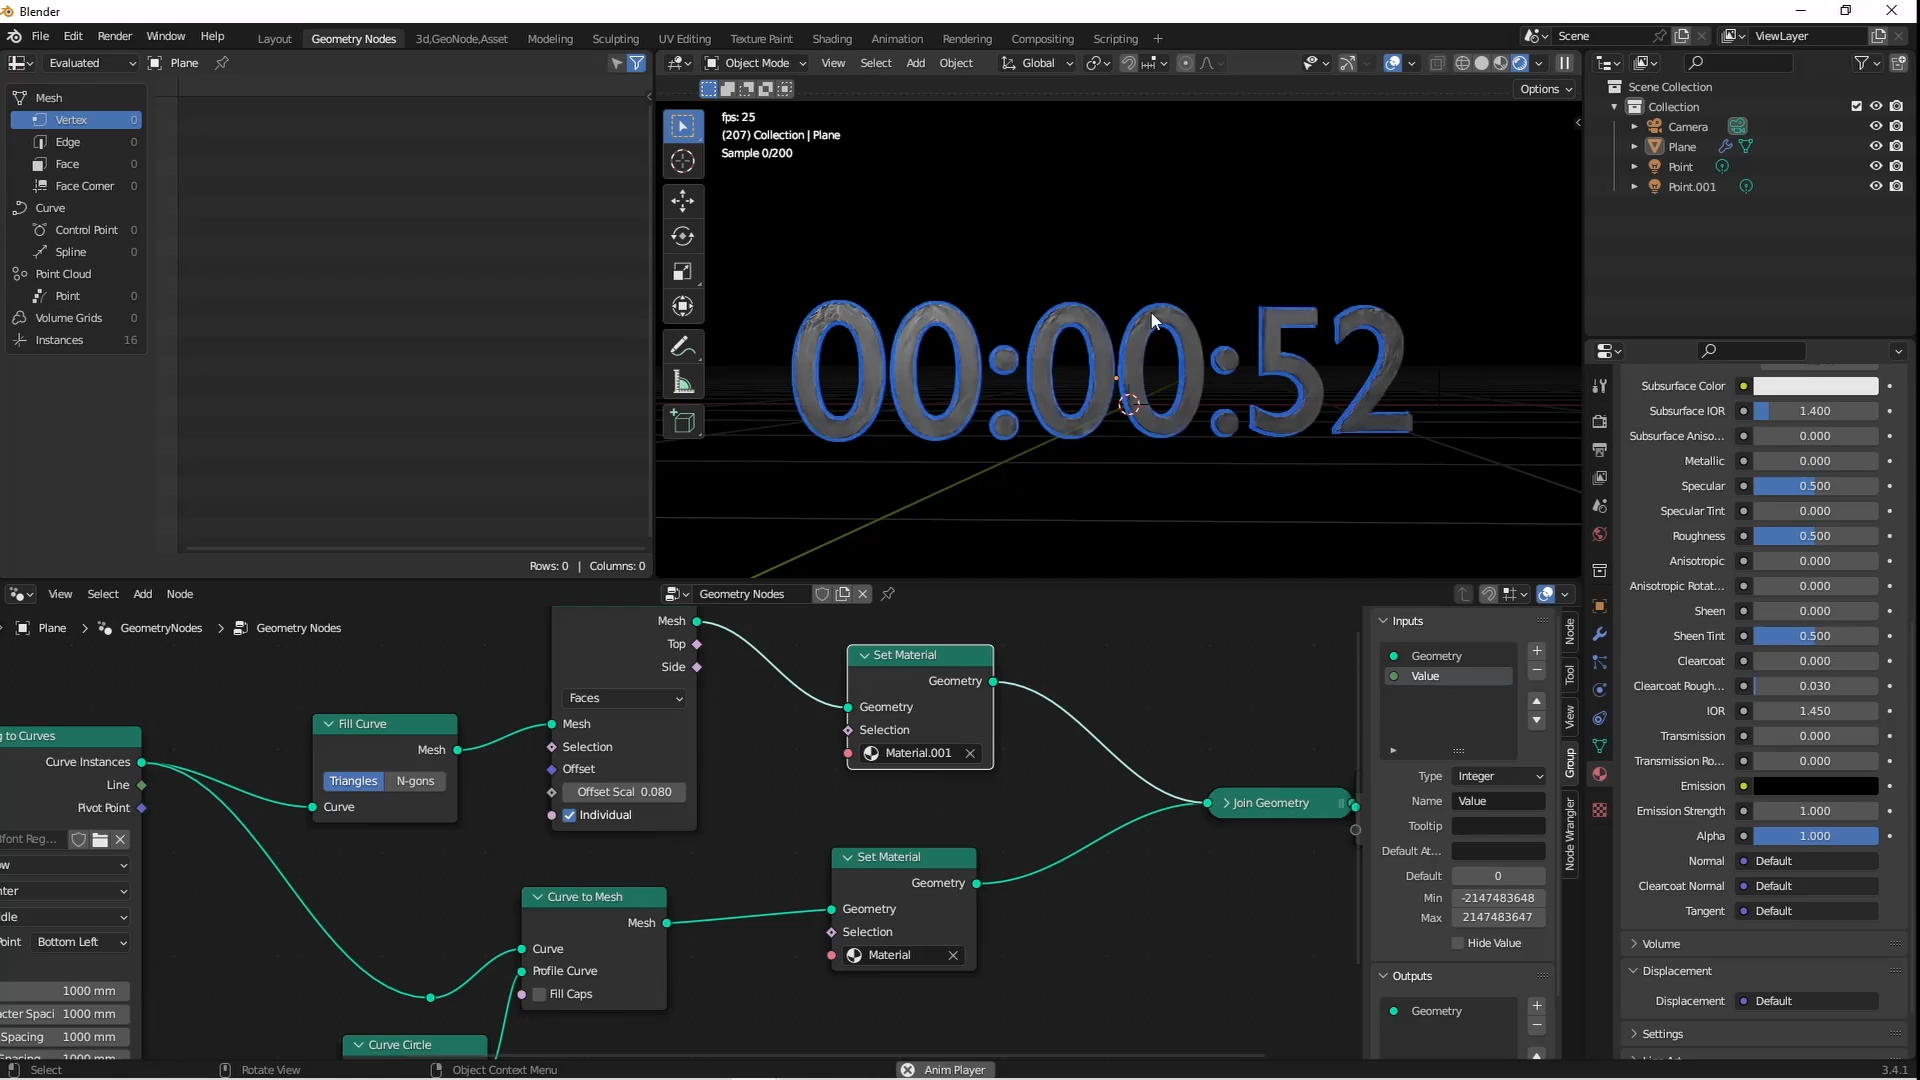 Blender
File Edit Render Window Help Layout Geometry Nodes 3d,GeoNode,Asset Modeling Sculpting UV Editing Texture Paint Shading Animation Rendering Compositing Scripting + Scene ViewLayer
Evaluated Plane
Object Mode View Select Add Object Global
Options
Mesh
Vertex 0
Edge 0
Face 0
Face Corner 0
Curve
Control Point 0
Spline 0
Point Cloud
Point 0
Volume Grids 0
Instances 16
Rows: 0 | Columns: 0
fps: 25
(207) Collection | Plane
Sample 0/200
00:00:52
Scene Collection
Collection
Camera
Plane
Point
Point.001
Subsurface Color
Subsurface IOR 1.400
Subsurface Aniso... 0.000
Metallic 0.000
Specular 0.500
Specular Tint 0.000
Roughness 0.500
Anisotropic 0.000
Anisotropic Rotat... 0.000
Sheen 0.000
Sheen Tint 0.500
Clearcoat 0.000
Clearcoat Rough... 0.030
IOR 1.450
Transmission 0.000
Transmission Ro... 0.000
Emission
Emission Strength 1.000
Alpha 1.000
Normal Default
Clearcoat Normal Default
Tangent Default
Volume
Displacement
Displacement Default
Settings
View Select Add Node Geometry Nodes
Plane > GeometryNodes > Geometry Nodes
g to Curves
Curve Instances
Line
Pivot Point
dfont Reg...
ow
nter
dle
Point Bottom Left
1000 mm
acter Spaci 1000 mm
Spacing 1000 mm
Spacing 1000 mm
Fill Curve
Mesh
Triangles N-gons
Curve
Mesh
Top
Side
Faces
Mesh
Selection
Offset
Offset Scal 0.080
Individual
Set Material
Geometry
Geometry
Selection
Material.001
Curve to Mesh
Mesh
Curve
Profile Curve
Fill Caps
Curve Circle
Set Material
Geometry
Geometry
Selection
Material
Join Geometry
Inputs
Geometry
Value
Type Integer
Name Value
Tooltip
Default At...
Default 0
Min -2147483648
Max 2147483647
Hide Value
Outputs
Geometry
Node
Tool
View
Group
Node Wrangler
Select Rotate View Object Context Menu Anim Player 3.4.1